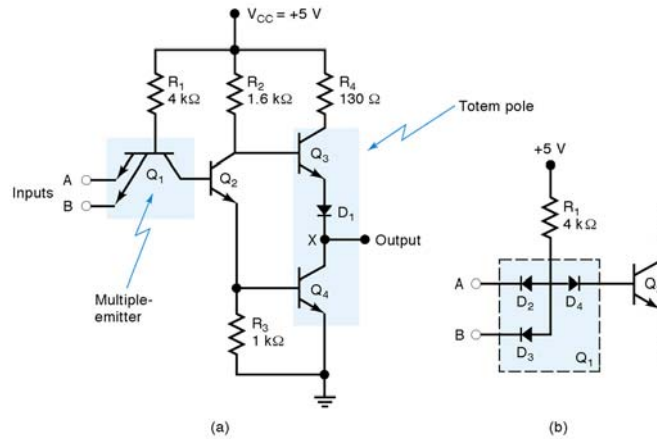 V_CC = +5 V
R1
4 kΩ
R2
1.6 kΩ
R4
130 Ω
Totem pole
Inputs
A
B
Q1
Q2
Q3
D1
X
Output
Q4
Multiple-
emitter
R3
1 kΩ
(a)
+5 V
R1
4 kΩ
A
B
D2
D4
D3
Q1
Q
(b)